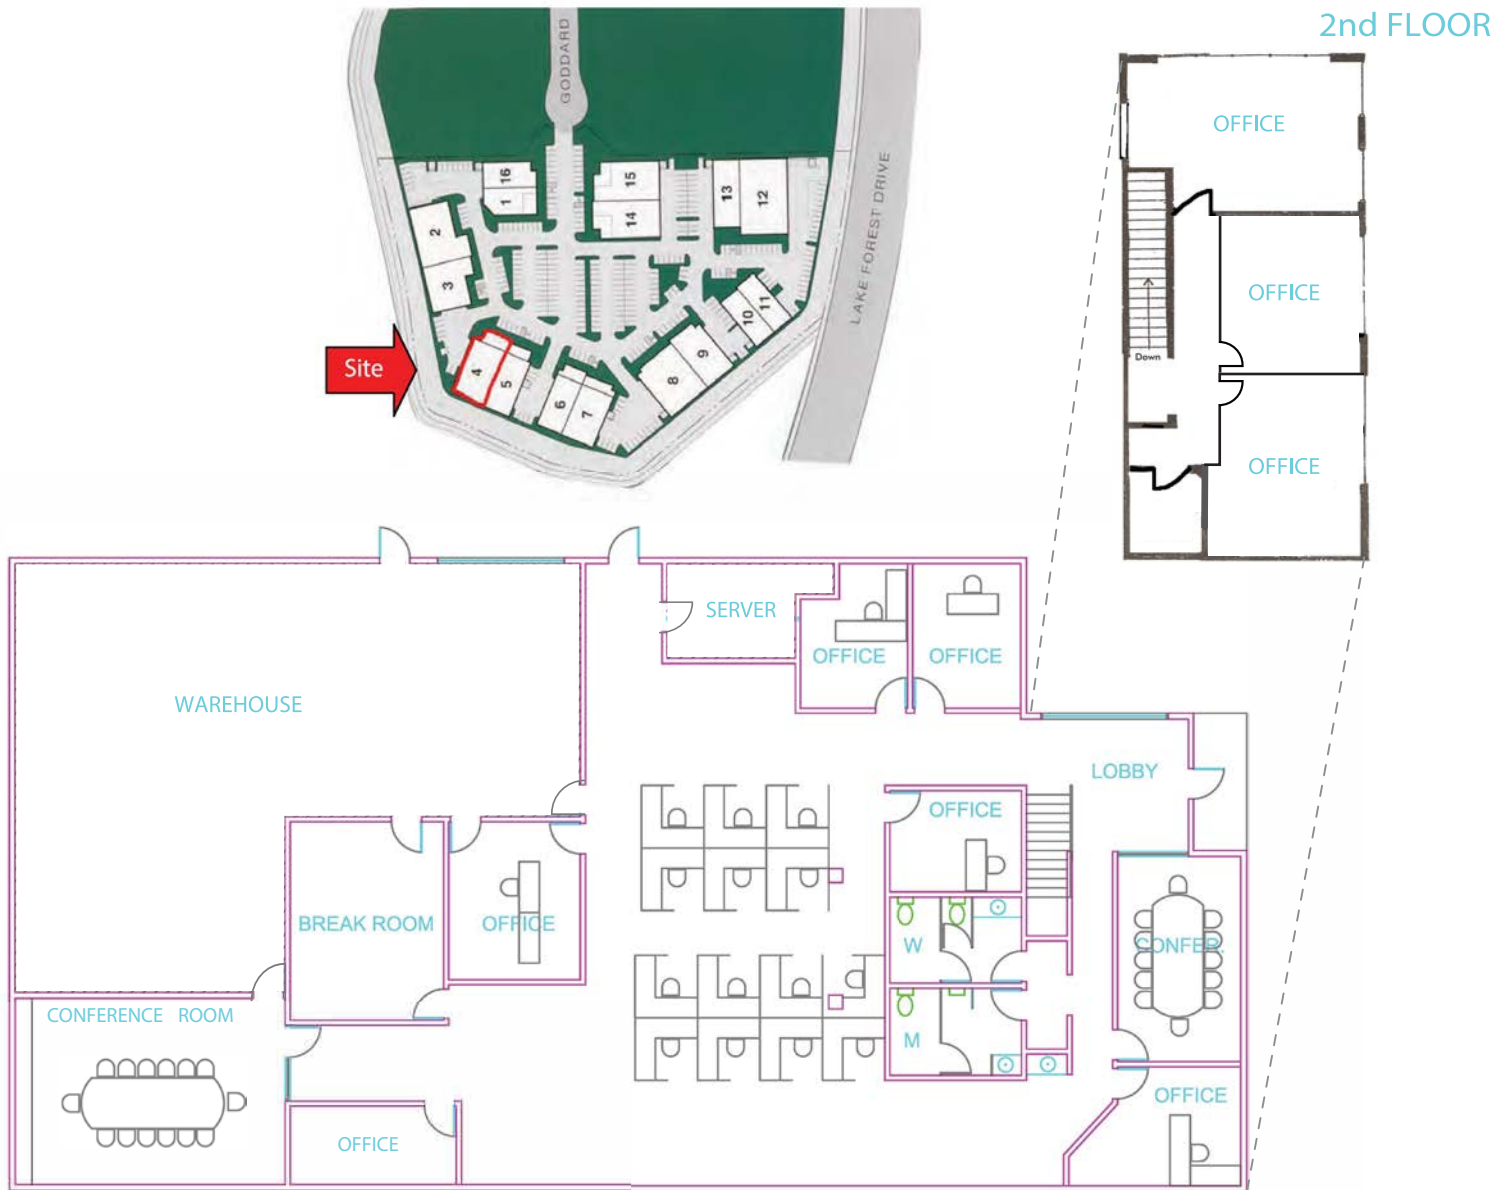 2nd FLOOR
GODDARD
LAKE FOREST DRIVE
16
1
15
14
13
12
2
3
11
10
9
8
4
5
6
7
Site
OFFICE
OFFICE
Down
OFFICE
SERVER
OFFICE
OFFICE
WAREHOUSE
LOBBY
OFFICE
BREAK ROOM
OFFICE
W
CONFER.
CONFERENCE ROOM
M
OFFICE
OFFICE